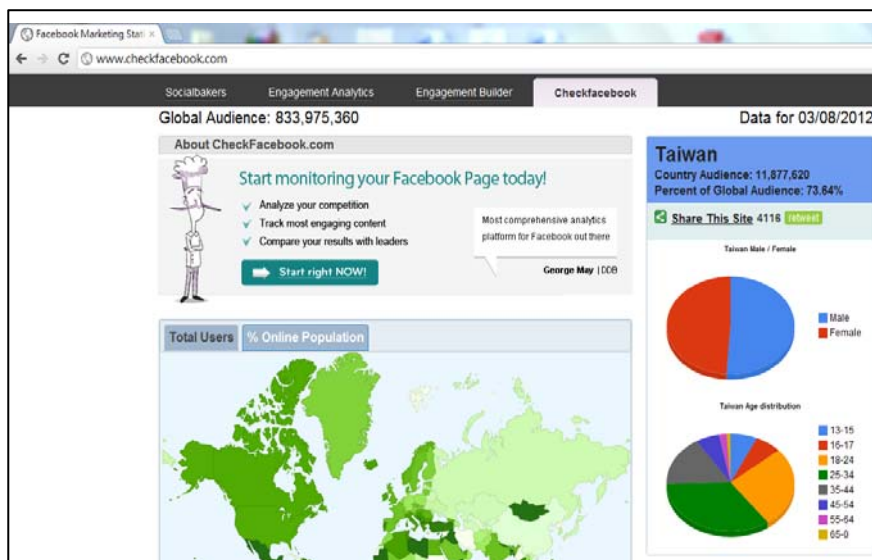 Facebook Marketing Stati
www.checkfacebook.com
Socialbakers Engagement Analytics Engagement Builder Checkfacebook
Global Audience: 833,975,360
Data for 03/08/2012
About CheckFacebook.com
Start monitoring your Facebook Page today!
Analyze your competition
Track most engaging content
Compare your results with leaders
Start right NOW!
Most comprehensive analytics
platform for Facebook out there
George May | DDB
Total Users % Online Population
Taiwan
Country Audience: 11,877,620
Percent of Global Audience: 73.64%
Share This Site 4116 retweet
Taiwan Male / Female
Male
Female
Taiwan Age distribution
13-15
16-17
18-24
25-34
35-44
45-54
55-64
65-0